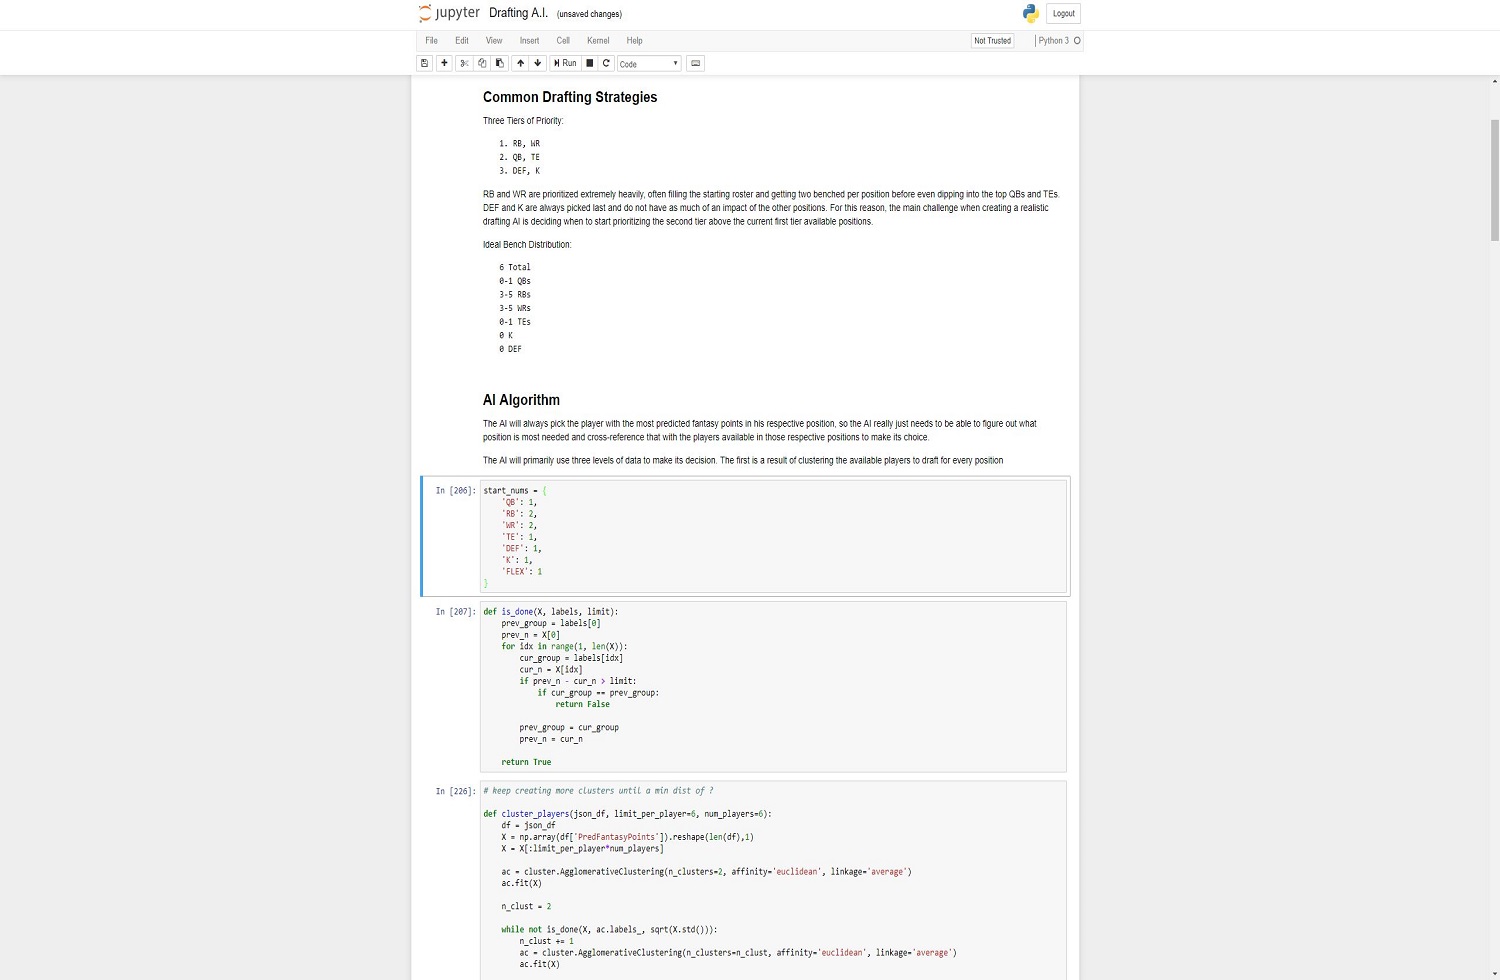 jupyter Drafting A.I. (unsaved changes) Logout
File Edit View Insert Cell Kernel Help Not Trusted Python 3
Run Code
Common Drafting Strategies
Three Tiers of Priority:
1. RB, WR
2. QB, TE
3. DEF, K
RB and WR are prioritized extremely heavily, often filling the starting roster and getting two benched per position before even dipping into the top QBs and TEs.
DEF and K are always picked last and do not have as much of an impact of the other positions. For this reason, the main challenge when creating a realistic
drafting AI is deciding when to start prioritizing the second tier above the current first tier available positions.
Ideal Bench Distribution:
6 Total
0-1 QBs
3-5 RBs
3-5 WRs
0-1 TEs
0 K
0 DEF
AI Algorithm
The AI will always pick the player with the most predicted fantasy points in his respective position, so the AI really just needs to be able to figure out what
position is most needed and cross-reference that with the players available in those respective positions to make its choice.
The AI will primarily use three levels of data to make its decision. The first is a result of clustering the available players to draft for every position
In [206]: start_nums = {
'QB': 1,
'RB': 2,
'WR': 2,
'TE': 1,
'DEF': 1,
'K': 1,
'FLEX': 1
}
In [207]: def is_done(X, labels, limit):
prev_group = labels[0]
prev_n = X[0]
for idx in range(1, len(X)):
cur_group = labels[idx]
cur_n = X[idx]
if prev_n - cur_n > limit:
if cur_group == prev_group:
return False
prev_group = cur_group
prev_n = cur_n
return True
In [226]: # keep creating more clusters until a min dist of ?
def cluster_players(json_df, limit_per_player=6, num_players=6):
df = json_df
X = np.array(df['PredFantasyPoints']).reshape(len(df),1)
X = X[:limit_per_player*num_players]
ac = cluster.AgglomerativeClustering(n_clusters=2, affinity='euclidean', linkage='average')
ac.fit(X)
n_clust = 2
while not is_done(X, ac.labels_, sqrt(X.std())):
n_clust += 1
ac = cluster.AgglomerativeClustering(n_clusters=n_clust, affinity='euclidean', linkage='average')
ac.fit(X)